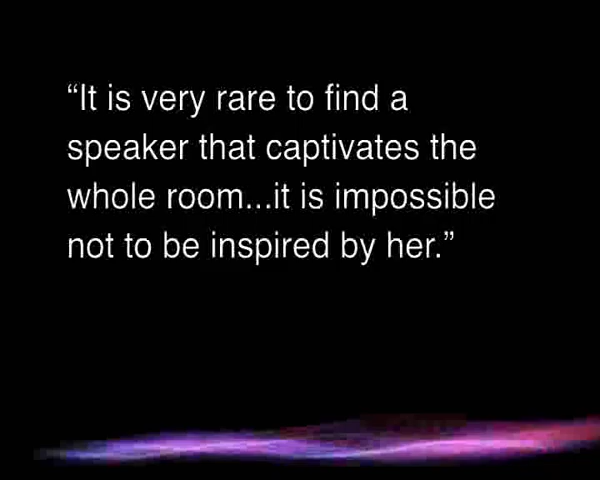 “It is very rare to find a
speaker that captivates the
whole room...it is impossible
not to be inspired by her.”